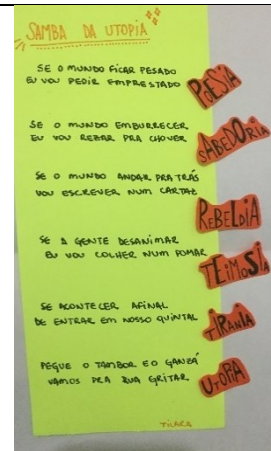 SAMBA DA UTOPIA
SE O MUNDO FICAR PESADO
EU VOU PEDIR EMPRESTADO
POESIA
SE O MUNDO EMBURRECER
EU VOU REZAR PRA CHOVER
SABEDORIA
SE O MUNDO ANDAR PRA TRÁS
VOU ESCREVER NUM CARTAZ
REBELDIA
SE A GENTE DESANIMAR
EU VOU COLHER NUM POMAR
TEIMOSIA
SE ACONTECER AFINAL
DE ENTRAR EM NOSSO QUINTAL
TIRANIA
PEGUE O TAMBOR E O GANZÁ
VAMOS PRA RUA GRITAR
UTOPIA